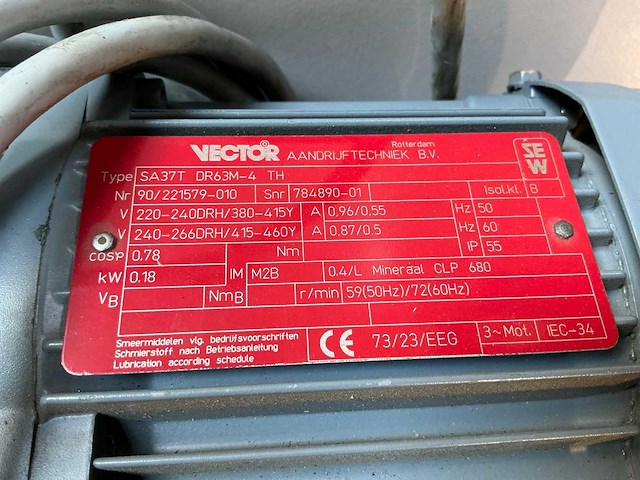 VECTOR Rotterdam
AANDRIJFTECHNIEK B.V.
SEW
Type SA37T DR63M-4 TH
Nr 90/221579-010 Snr 784890-01 Isol.kl. B
V 220-240DRH/380-415Y A 0,96/0,55 Hz 50
V 240-266DRH/415-460Y A 0.87/0.5 Hz 60
cosφ 0.78 Nm IP 55
kW 0.18 IM M2B 0.4/L Mineraal CLP 680
VB NmB r/min 59(50Hz)/72(60Hz)
Smeermiddelen vlg. bedrijfsvoorschriften
Schmierstoff nach Betriebsanleitung
Lubrication according schedule
CE 73/23/EEG 3~Mot. IEC-34